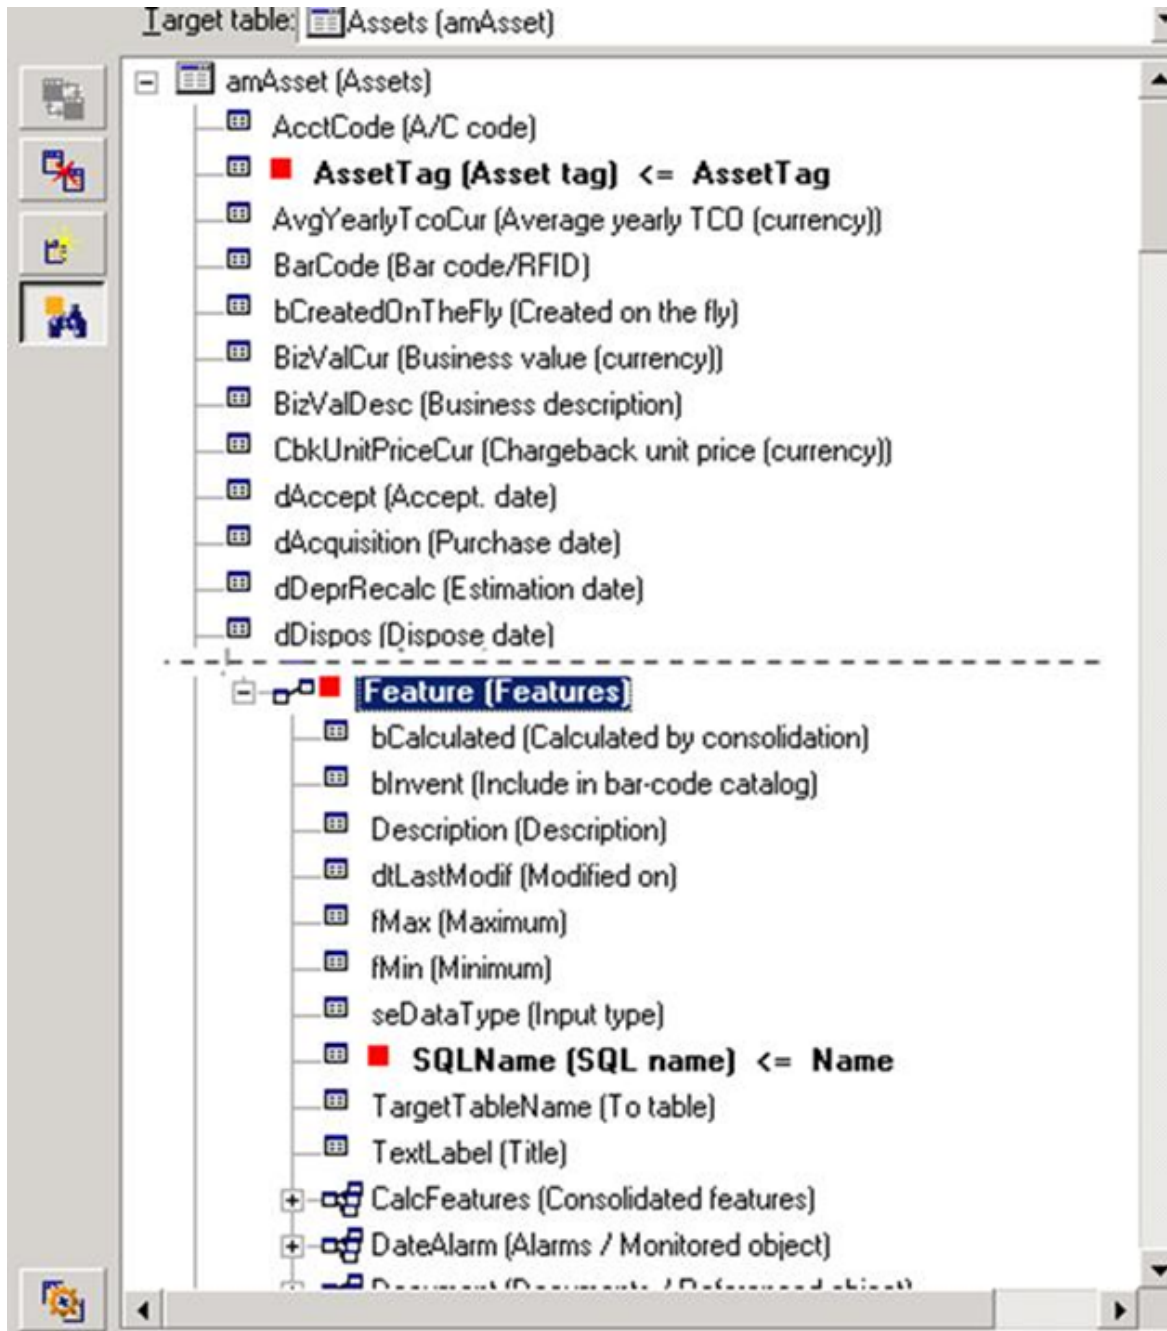 Target table: Assets (amAsset)
amAsset (Assets)
AcctCode (A/C code)
AssetTag (Asset tag) <= AssetTag
AvgYearlyTcoCur (Average yearly TCO (currency))
BarCode (Bar code/RFID)
bCreatedOnTheFly (Created on the fly)
BizValCur (Business value (currency))
BizValDesc (Business description)
CbkUnitPriceCur (Chargeback unit price (currency))
dAccept (Accept. date)
dAcquisition (Purchase date)
dDeprRecalc (Estimation date)
dDispos (Dispose date)
Feature (Features)
bCalculated (Calculated by consolidation)
bInvent (Include in bar-code catalog)
Description (Description)
dtLastModif (Modified on)
fMax (Maximum)
fMin (Minimum)
seDataType (Input type)
SQLName (SQL name) <= Name
TargetTableName (To table)
TextLabel (Title)
CalcFeatures (Consolidated features)
DateAlarm (Alarms / Monitored object)
Document (Documents / Referenced object)